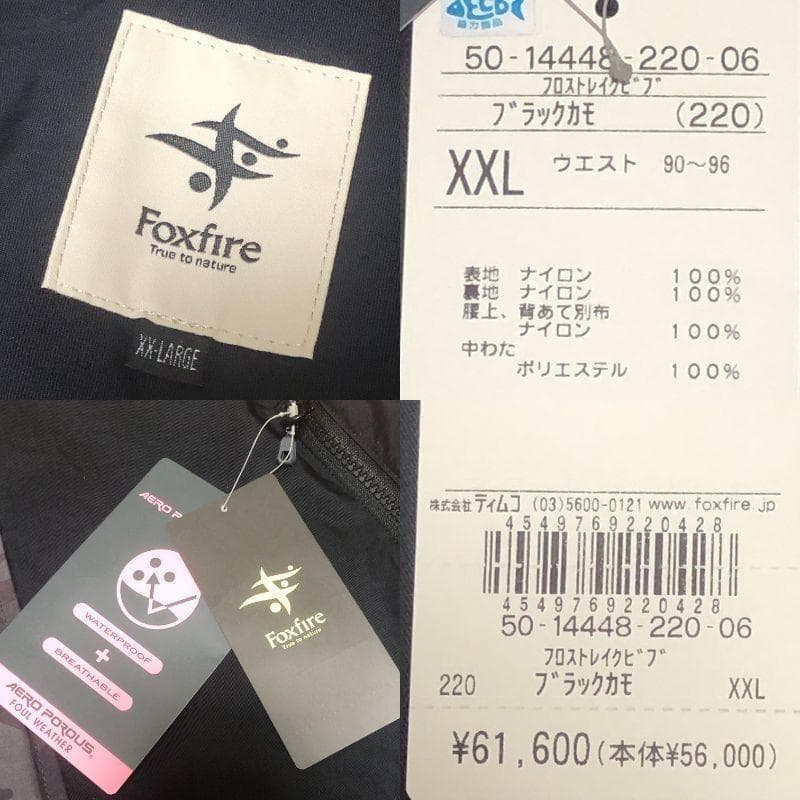 Foxfire
True to nature
XX-LARGE
協力商品
50-14448-220-06
フロストレイクビブ
ブラックカモ (220)
XXL ウエスト 90～96
表地 ナイロン 100%
裏地 ナイロン 100%
腰上、背あて別布
ナイロン 100%
中わた
ポリエステル 100%
WATERPROOF
+
BREATHABLE
AERO POROUS®
FOUL WEATHER
Foxfire
True to nature
株式会社ティムコ (03)5600-0121 www.foxfire.jp
4549769220428
4549769220428
50-14448-220-06
フロストレイクビブ
220 ブラックカモ XXL
¥61,600(本体¥56,000)